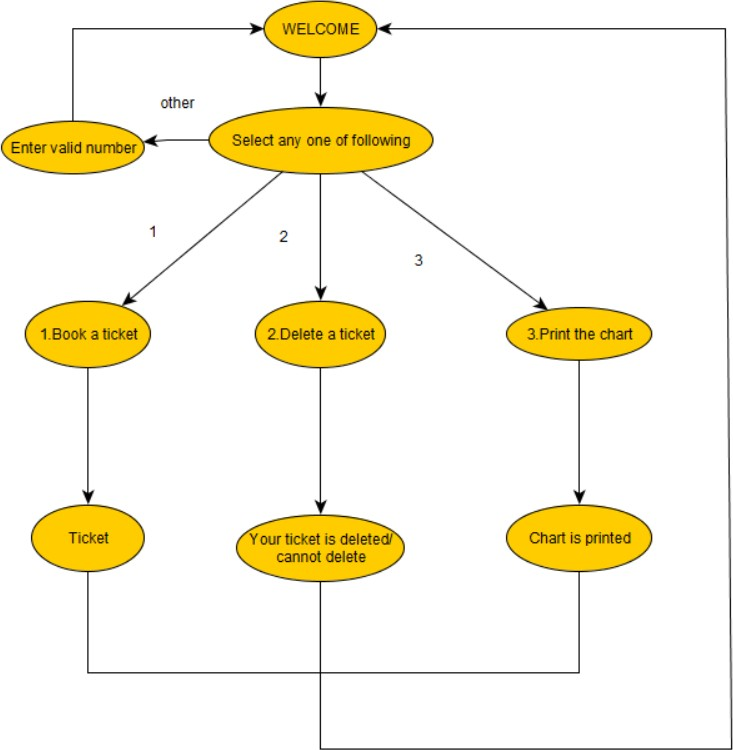 WELCOME
other
Enter valid number
Select any one of following
1
2
3
1.Book a ticket
2.Delete a ticket
3.Print the chart
Ticket
Your ticket is deleted/
cannot delete
Chart is printed